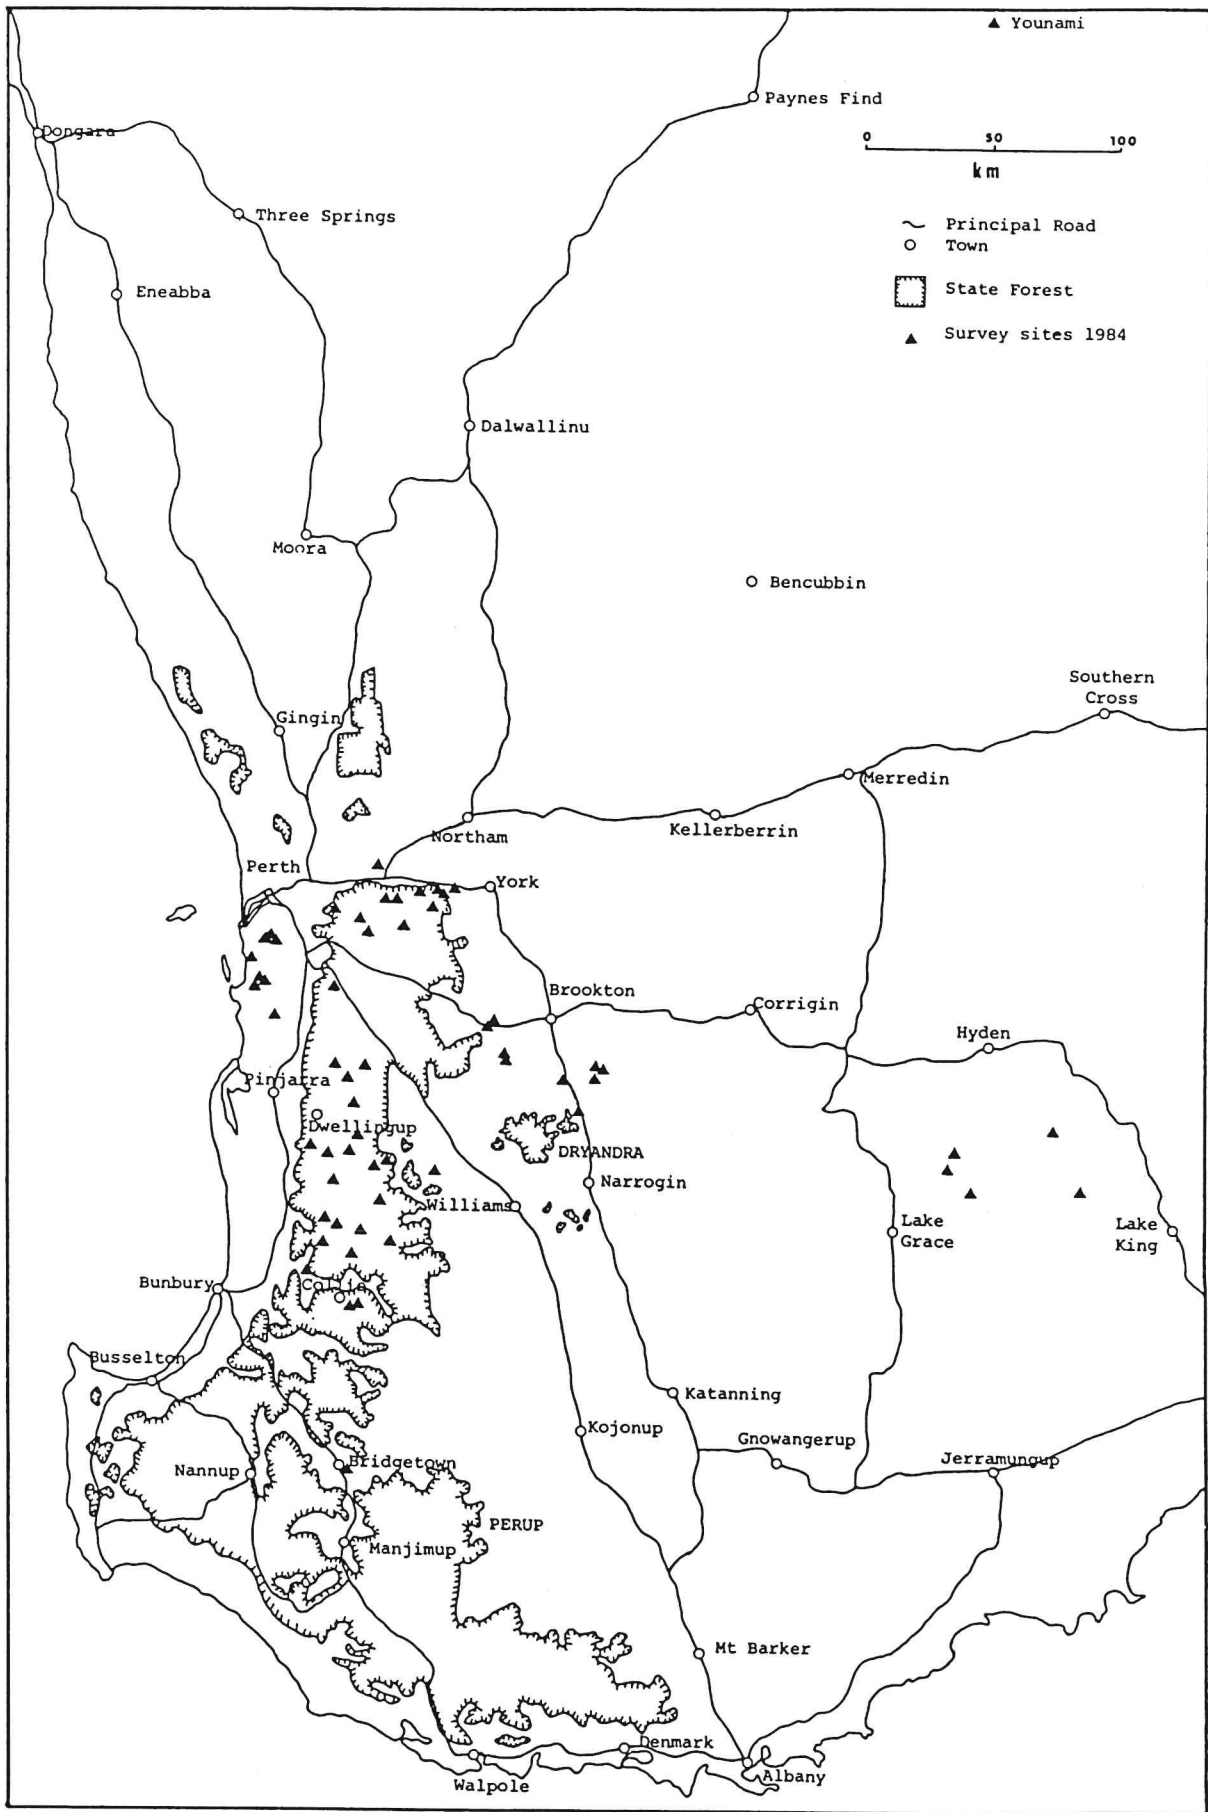 Younami
Paynes Find
0 50 100
km
Dongara
Three Springs
Principal Road
Town
Eneabba
State Forest
Survey sites 1984
Dalwallinu
Moora
Bencubbin
Southern
Cross
Gingin
Merredin
Northam
Kellerberrin
Perth
York
Brookton
Corrigin
Hyden
Pinjarra
Dwellingup
DRYANDRA
Narrogin
Williams
Lake
Grace
Lake
King
Bunbury
Collie
Busselton
Katanning
Kojonup
Gnowangerup
Jerramungup
Nannup
Bridgetown
PERUP
Manjimup
Mt Barker
Denmark
Walpole
Albany